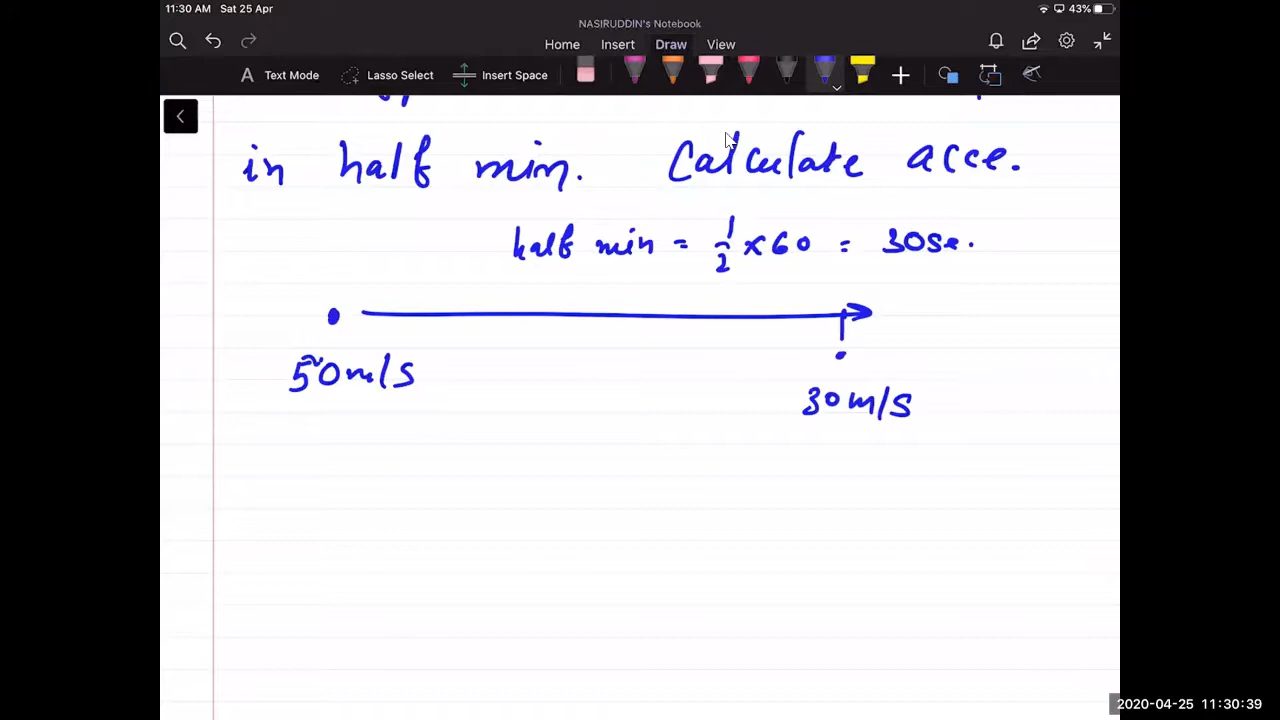 11:30 AM Sat 25 Apr
43%
NASIRUDDIN's Notebook
Home Insert Draw View
A Text Mode Lasso Select Insert Space
in half min. Calculate acce.
half min = 1/2 × 60 = 30se.
50m/s
30m/s
2020-04-25 11:30:39